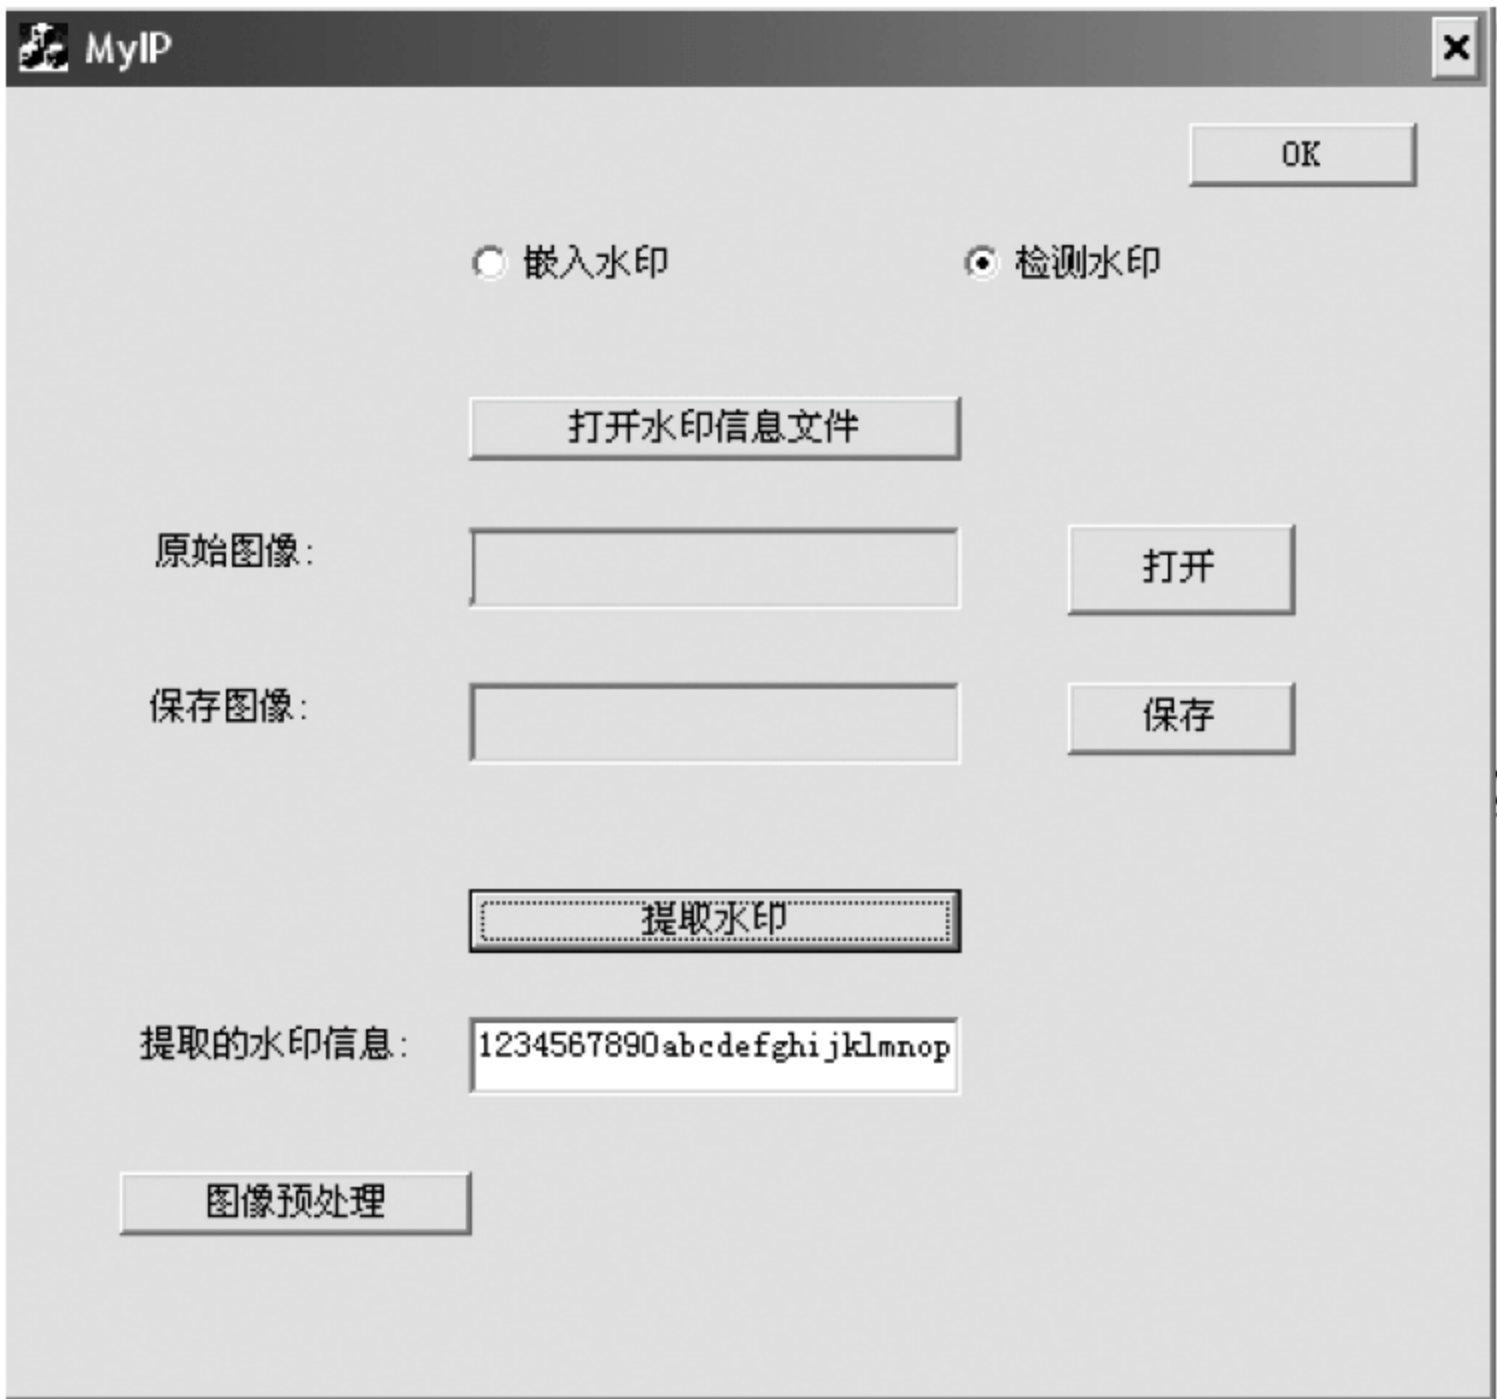 MyIP
OK
嵌入水印 检测水印
打开水印信息文件
原始图像: 打开
保存图像: 保存
提取水印
提取的水印信息: 1234567890abcdefghijklmnop
图像预处理